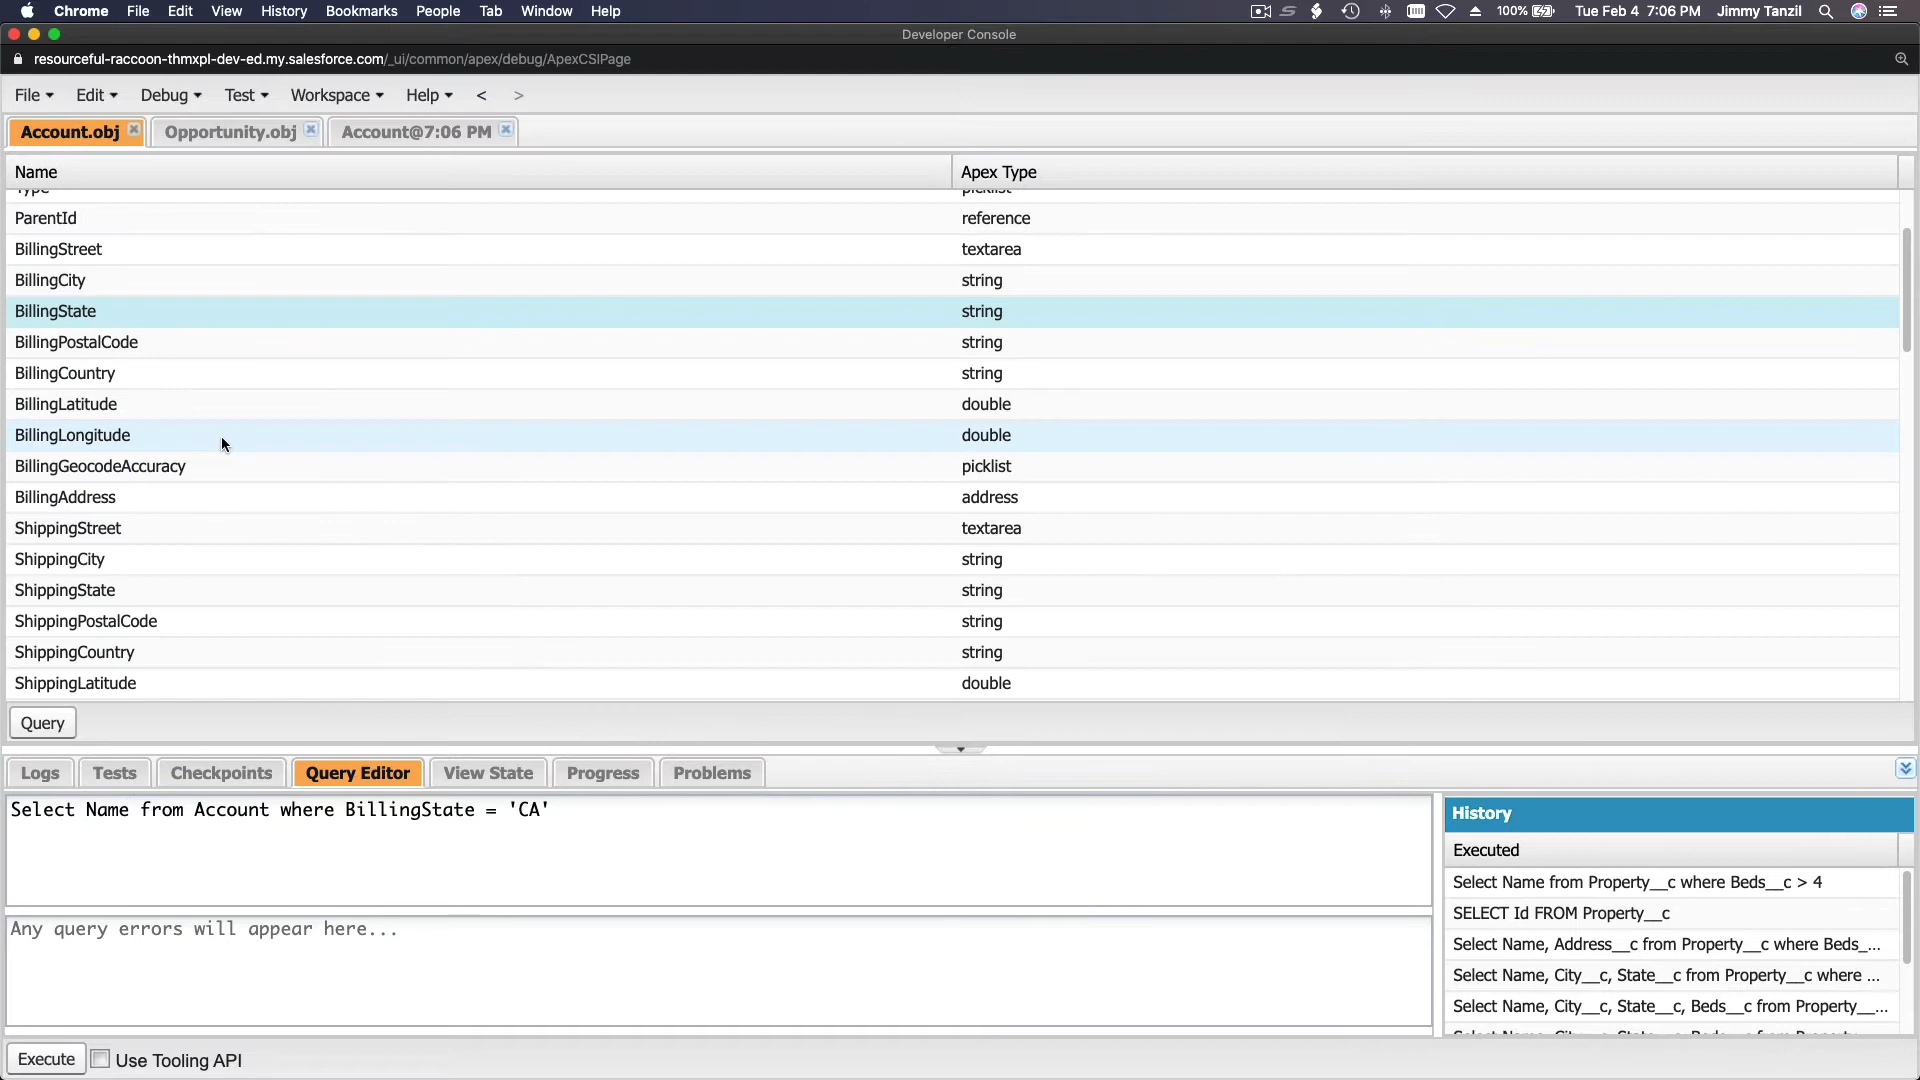 Chrome File Edit View History Bookmarks People Tab Window Help 100% Tue Feb 4 7:06 PM Jimmy Tanzil
Developer Console
resourceful-raccoon-thmxpl-dev-ed.my.salesforce.com/_ui/common/apex/debug/ApexCSIPage
File Edit Debug Test Workspace Help < >
Account.obj Opportunity.obj Account@7:06 PM
Name Apex Type
Type picklist
ParentId reference
BillingStreet textarea
BillingCity string
BillingState string
BillingPostalCode string
BillingCountry string
BillingLatitude double
BillingLongitude double
BillingGeocodeAccuracy picklist
BillingAddress address
ShippingStreet textarea
ShippingCity string
ShippingState string
ShippingPostalCode string
ShippingCountry string
ShippingLatitude double
Query
Logs Tests Checkpoints Query Editor View State Progress Problems
Select Name from Account where BillingState = 'CA'
Any query errors will appear here...
History
Executed
Select Name from Property__c where Beds__c > 4
SELECT Id FROM Property__c
Select Name, Address__c from Property__c where Beds_...
Select Name, City__c, State__c from Property__c where ...
Select Name, City__c, State__c, Beds__c from Property__...
Execute Use Tooling API